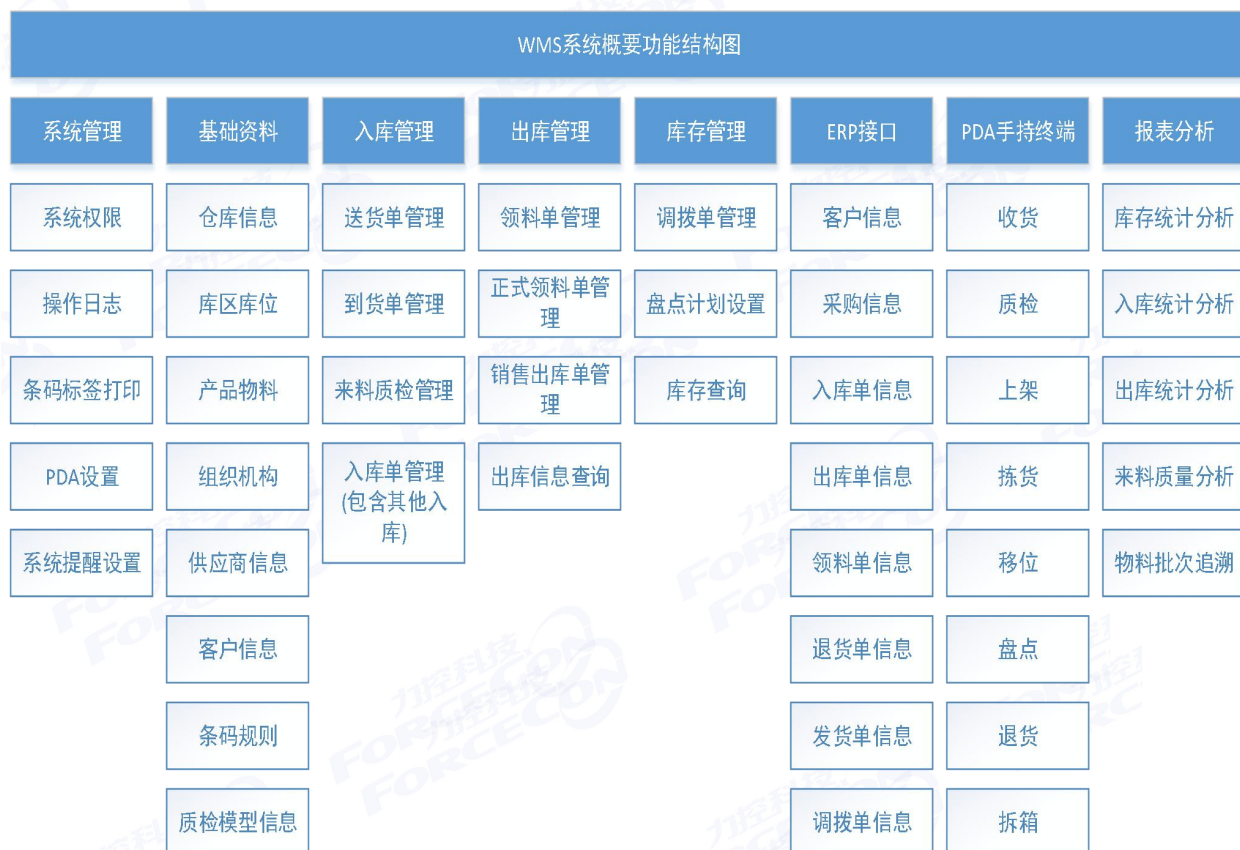 WMS系统概要功能结构图
系统管理
基础资料
入库管理
出库管理
库存管理
ERP接口
PDA手持终端
报表分析
系统权限
仓库信息
送货单管理
领料单管理
调拨单管理
客户信息
收货
库存统计分析
操作日志
库区库位
到货单管理
正式领料单管
理
盘点计划设置
采购信息
质检
入库统计分析
条码标签打印
产品物料
来料质检管理
销售出库单管
理
库存查询
入库单信息
上架
出库统计分析
PDA设置
组织机构
入库单管理
(包含其他入
库)
出库信息查询
出库单信息
拣货
来料质量分析
系统提醒设置
供应商信息
领料单信息
移位
物料批次追溯
客户信息
退货单信息
盘点
条码规则
发货单信息
退货
质检模型信息
调拨单信息
拆箱
力控科技
FORCECON
力控科技
FORCECON